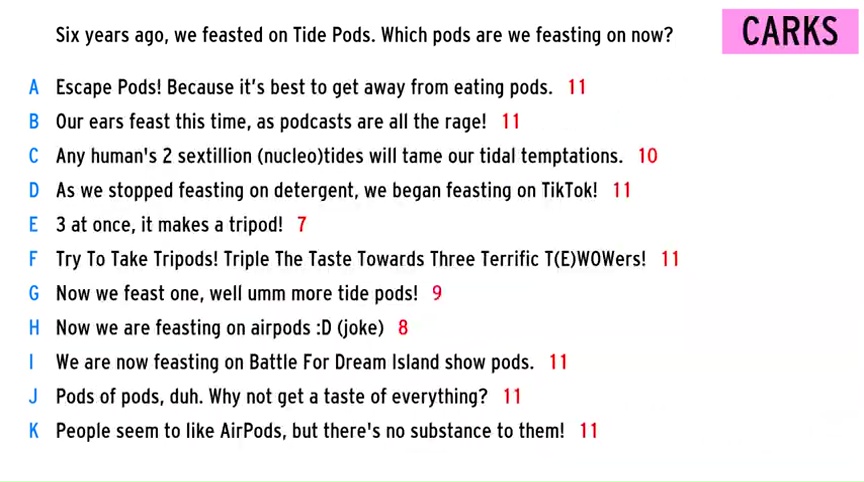 Six years ago, we feasted on Tide Pods. Which pods are we feasting on now?
CARKS
A Escape Pods! Because it's best to get away from eating pods. 11
B Our ears feast this time, as podcasts are all the rage! 11
C Any human's 2 sextillion (nucleo)tides will tame our tidal temptations. 10
D As we stopped feasting on detergent, we began feasting on TikTok! 11
E 3 at once, it makes a tripod! 7
F Try To Take Tripods! Triple The Taste Towards Three Terrific T(E)WOWers! 11
G Now we feast one, well umm more tide pods! 9
H Now we are feasting on airpods :D (joke) 8
I We are now feasting on Battle For Dream Island show pods. 11
J Pods of pods, duh. Why not get a taste of everything? 11
K People seem to like AirPods, but there's no substance to them! 11